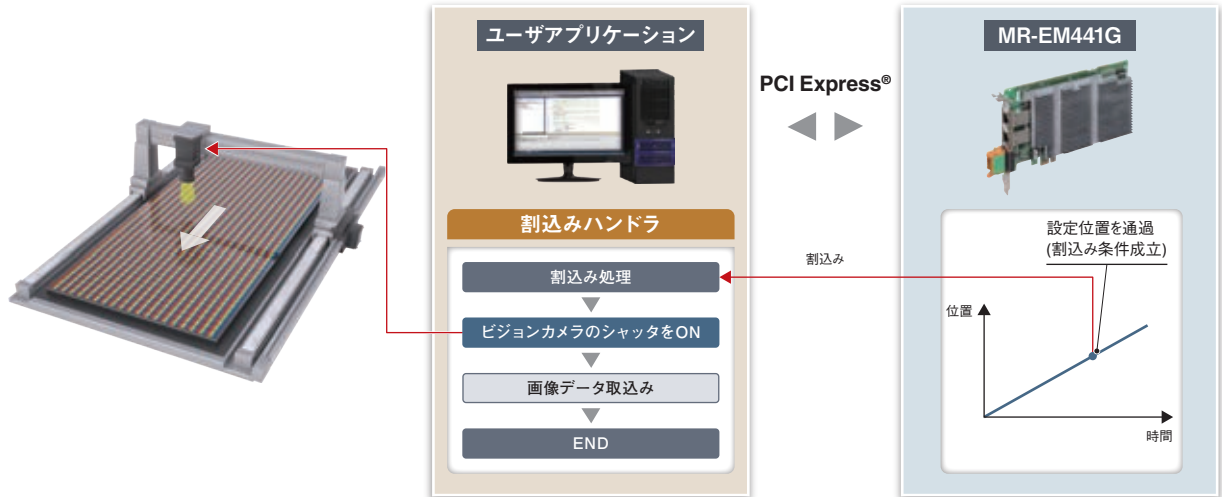 ユーザアプリケーション
MR-EM441G
PCI Express®
割込みハンドラ
割込み処理
ビジョンカメラのシャッタをON
画像データ取込み
END
割込み
設定位置を通過
(割込み条件成立)
位置
時間